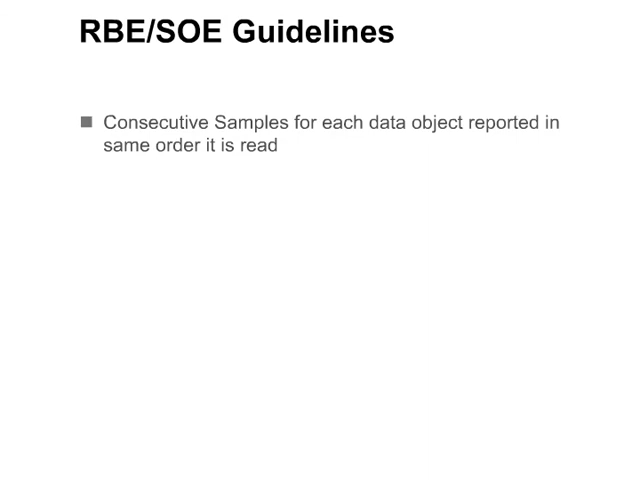 RBE/SOE Guidelines
Consecutive Samples for each data object reported in
same order it is read